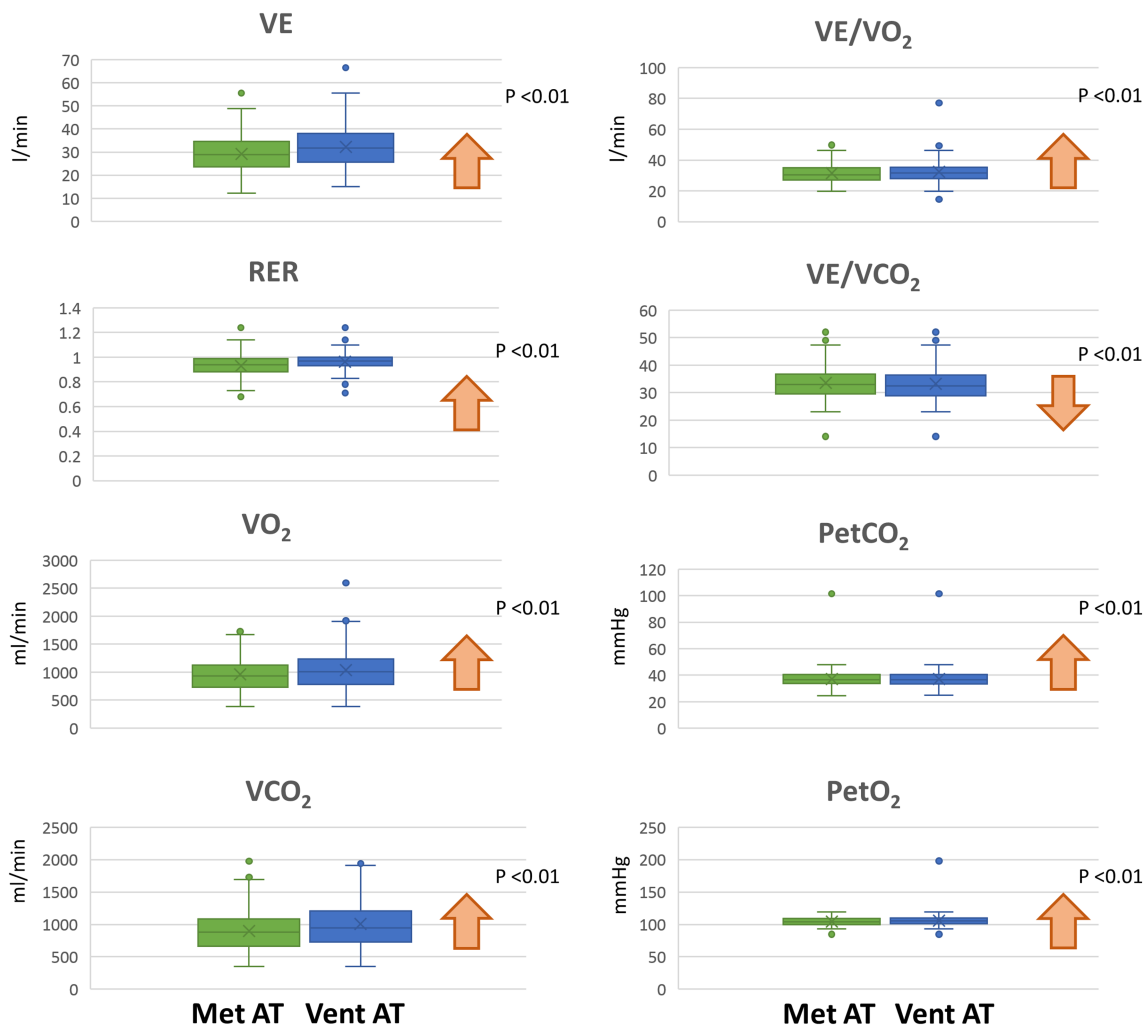 VE
70
60
50
40
30
20
10
0
l/min
P <0.01
VE/VO₂
100
80
60
40
20
0
l/min
P <0.01
RER
1.4
1.2
1
0.8
0.6
0.4
0.2
0
P <0.01
VE/VCO₂
60
50
40
30
20
10
0
P <0.01
VO₂
3000
2500
2000
1500
1000
500
0
ml/min
P <0.01
PetCO₂
120
100
80
60
40
20
0
mmHg
P <0.01
VCO₂
2500
2000
1500
1000
500
0
ml/min
P <0.01
PetO₂
250
200
150
100
50
0
mmHg
P <0.01
Met AT Vent AT
Met AT Vent AT